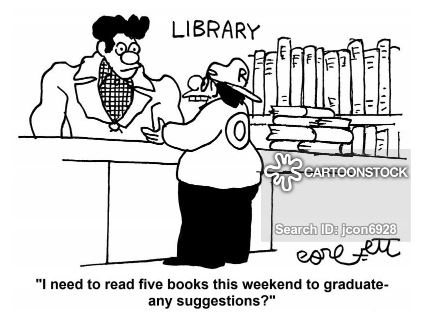 LIBRARY
R
O
CARTOONSTOCK
Search ID: jcon6928
"I need to read five books this weekend to graduate-
any suggestions?"